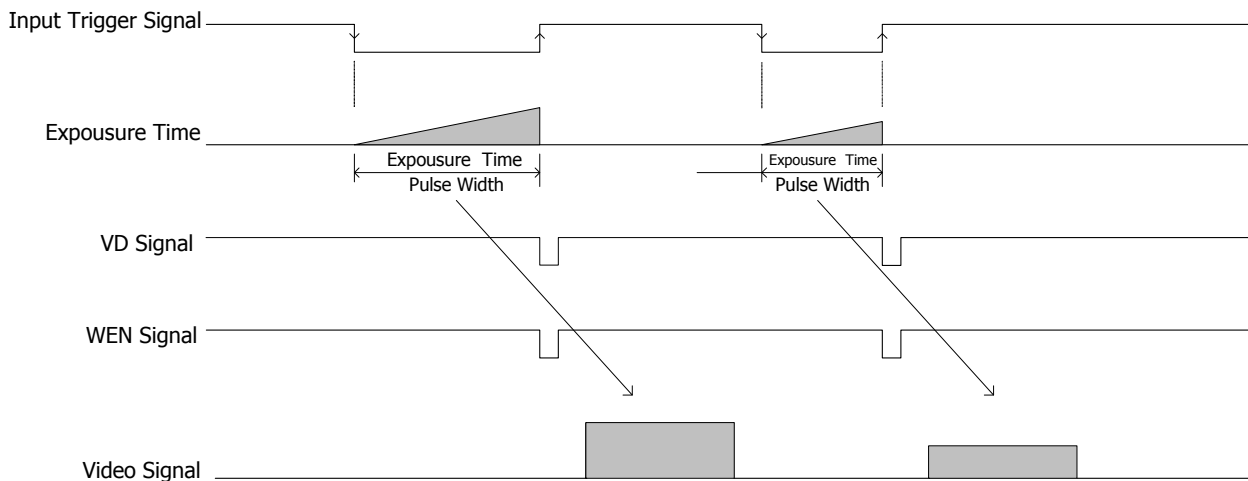 Input Trigger Signal
Expousure Time
Expousure Time
Pulse Width
Expousure Time
Pulse Width
VD Signal
WEN Signal
Video Signal